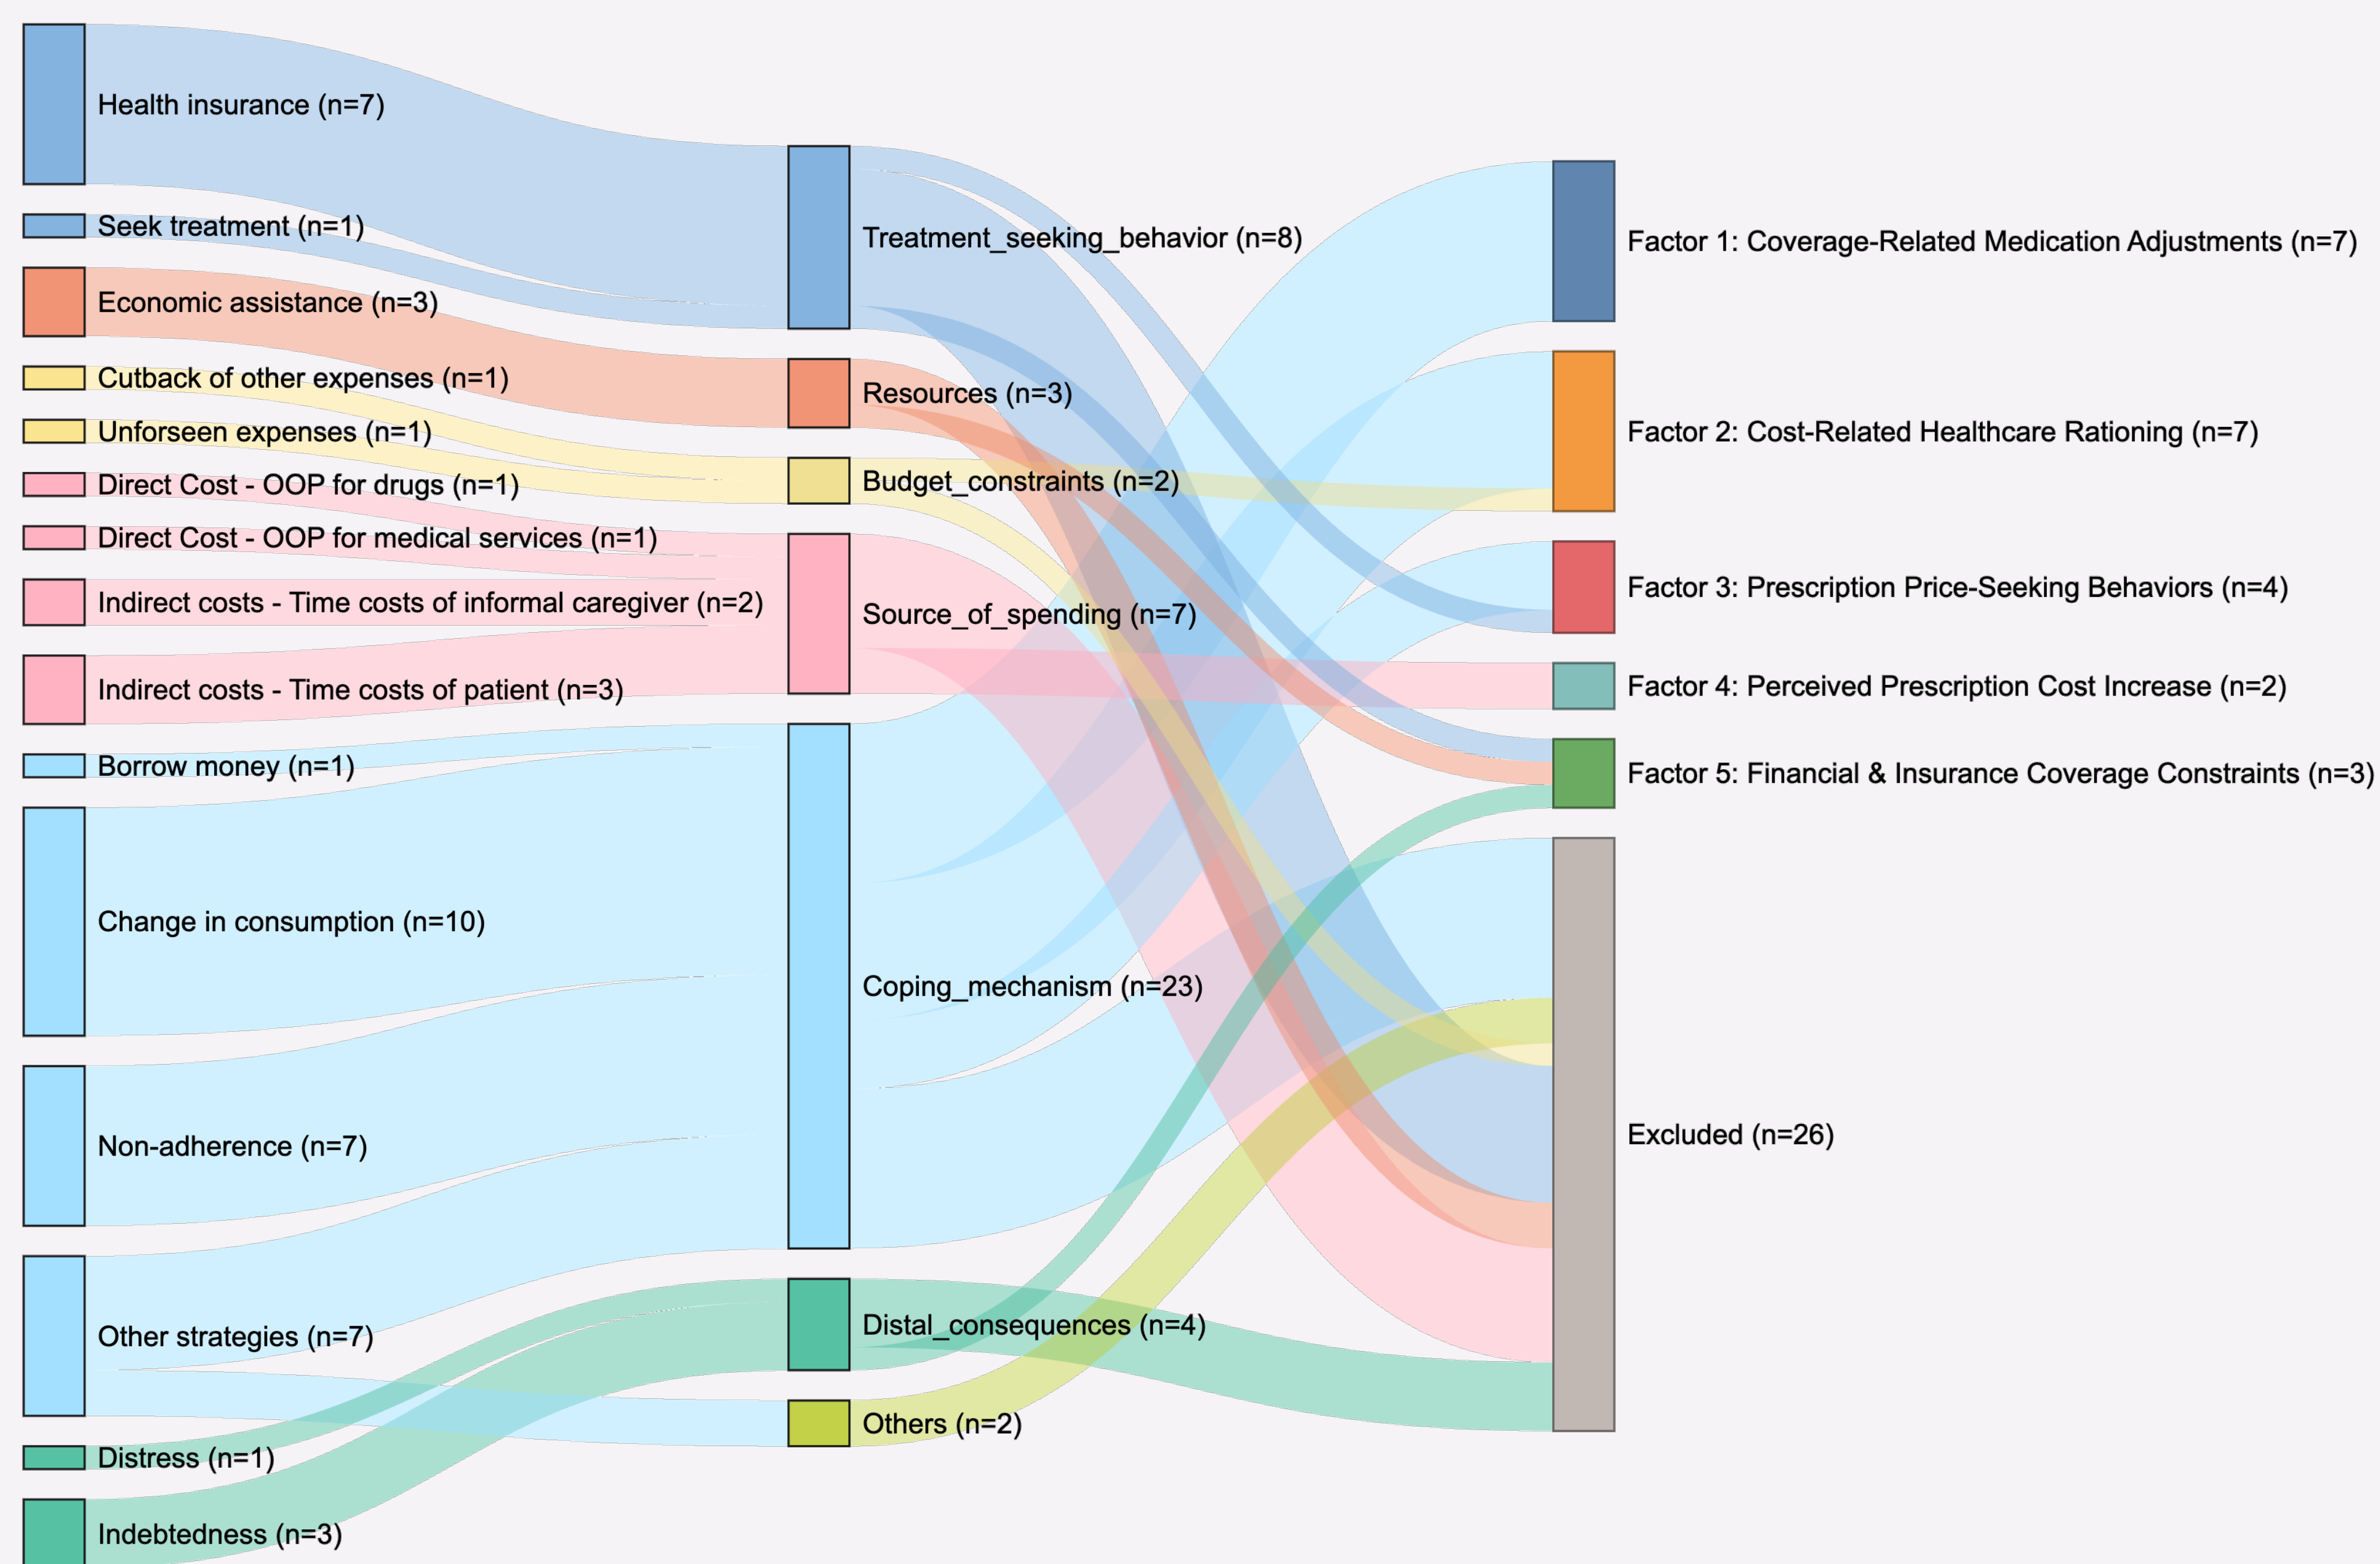 Health insurance (n=7)
Seek treatment (n=1)
Economic assistance (n=3)
Cutback of other expenses (n=1)
Unforseen expenses (n=1)
Direct Cost - OOP for drugs (n=1)
Direct Cost - OOP for medical services (n=1)
Indirect costs - Time costs of informal caregiver (n=2)
Indirect costs - Time costs of patient (n=3)
Borrow money (n=1)
Change in consumption (n=10)
Non-adherence (n=7)
Other strategies (n=7)
Distress (n=1)
Indebtedness (n=3)
Treatment_seeking_behavior (n=8)
Resources (n=3)
Budget_constraints (n=2)
Source_of_spending (n=7)
Coping_mechanism (n=23)
Distal_consequences (n=4)
Others (n=2)
Factor 1: Coverage-Related Medication Adjustments (n=7)
Factor 2: Cost-Related Healthcare Rationing (n=7)
Factor 3: Prescription Price-Seeking Behaviors (n=4)
Factor 4: Perceived Prescription Cost Increase (n=2)
Factor 5: Financial & Insurance Coverage Constraints (n=3)
Excluded (n=26)